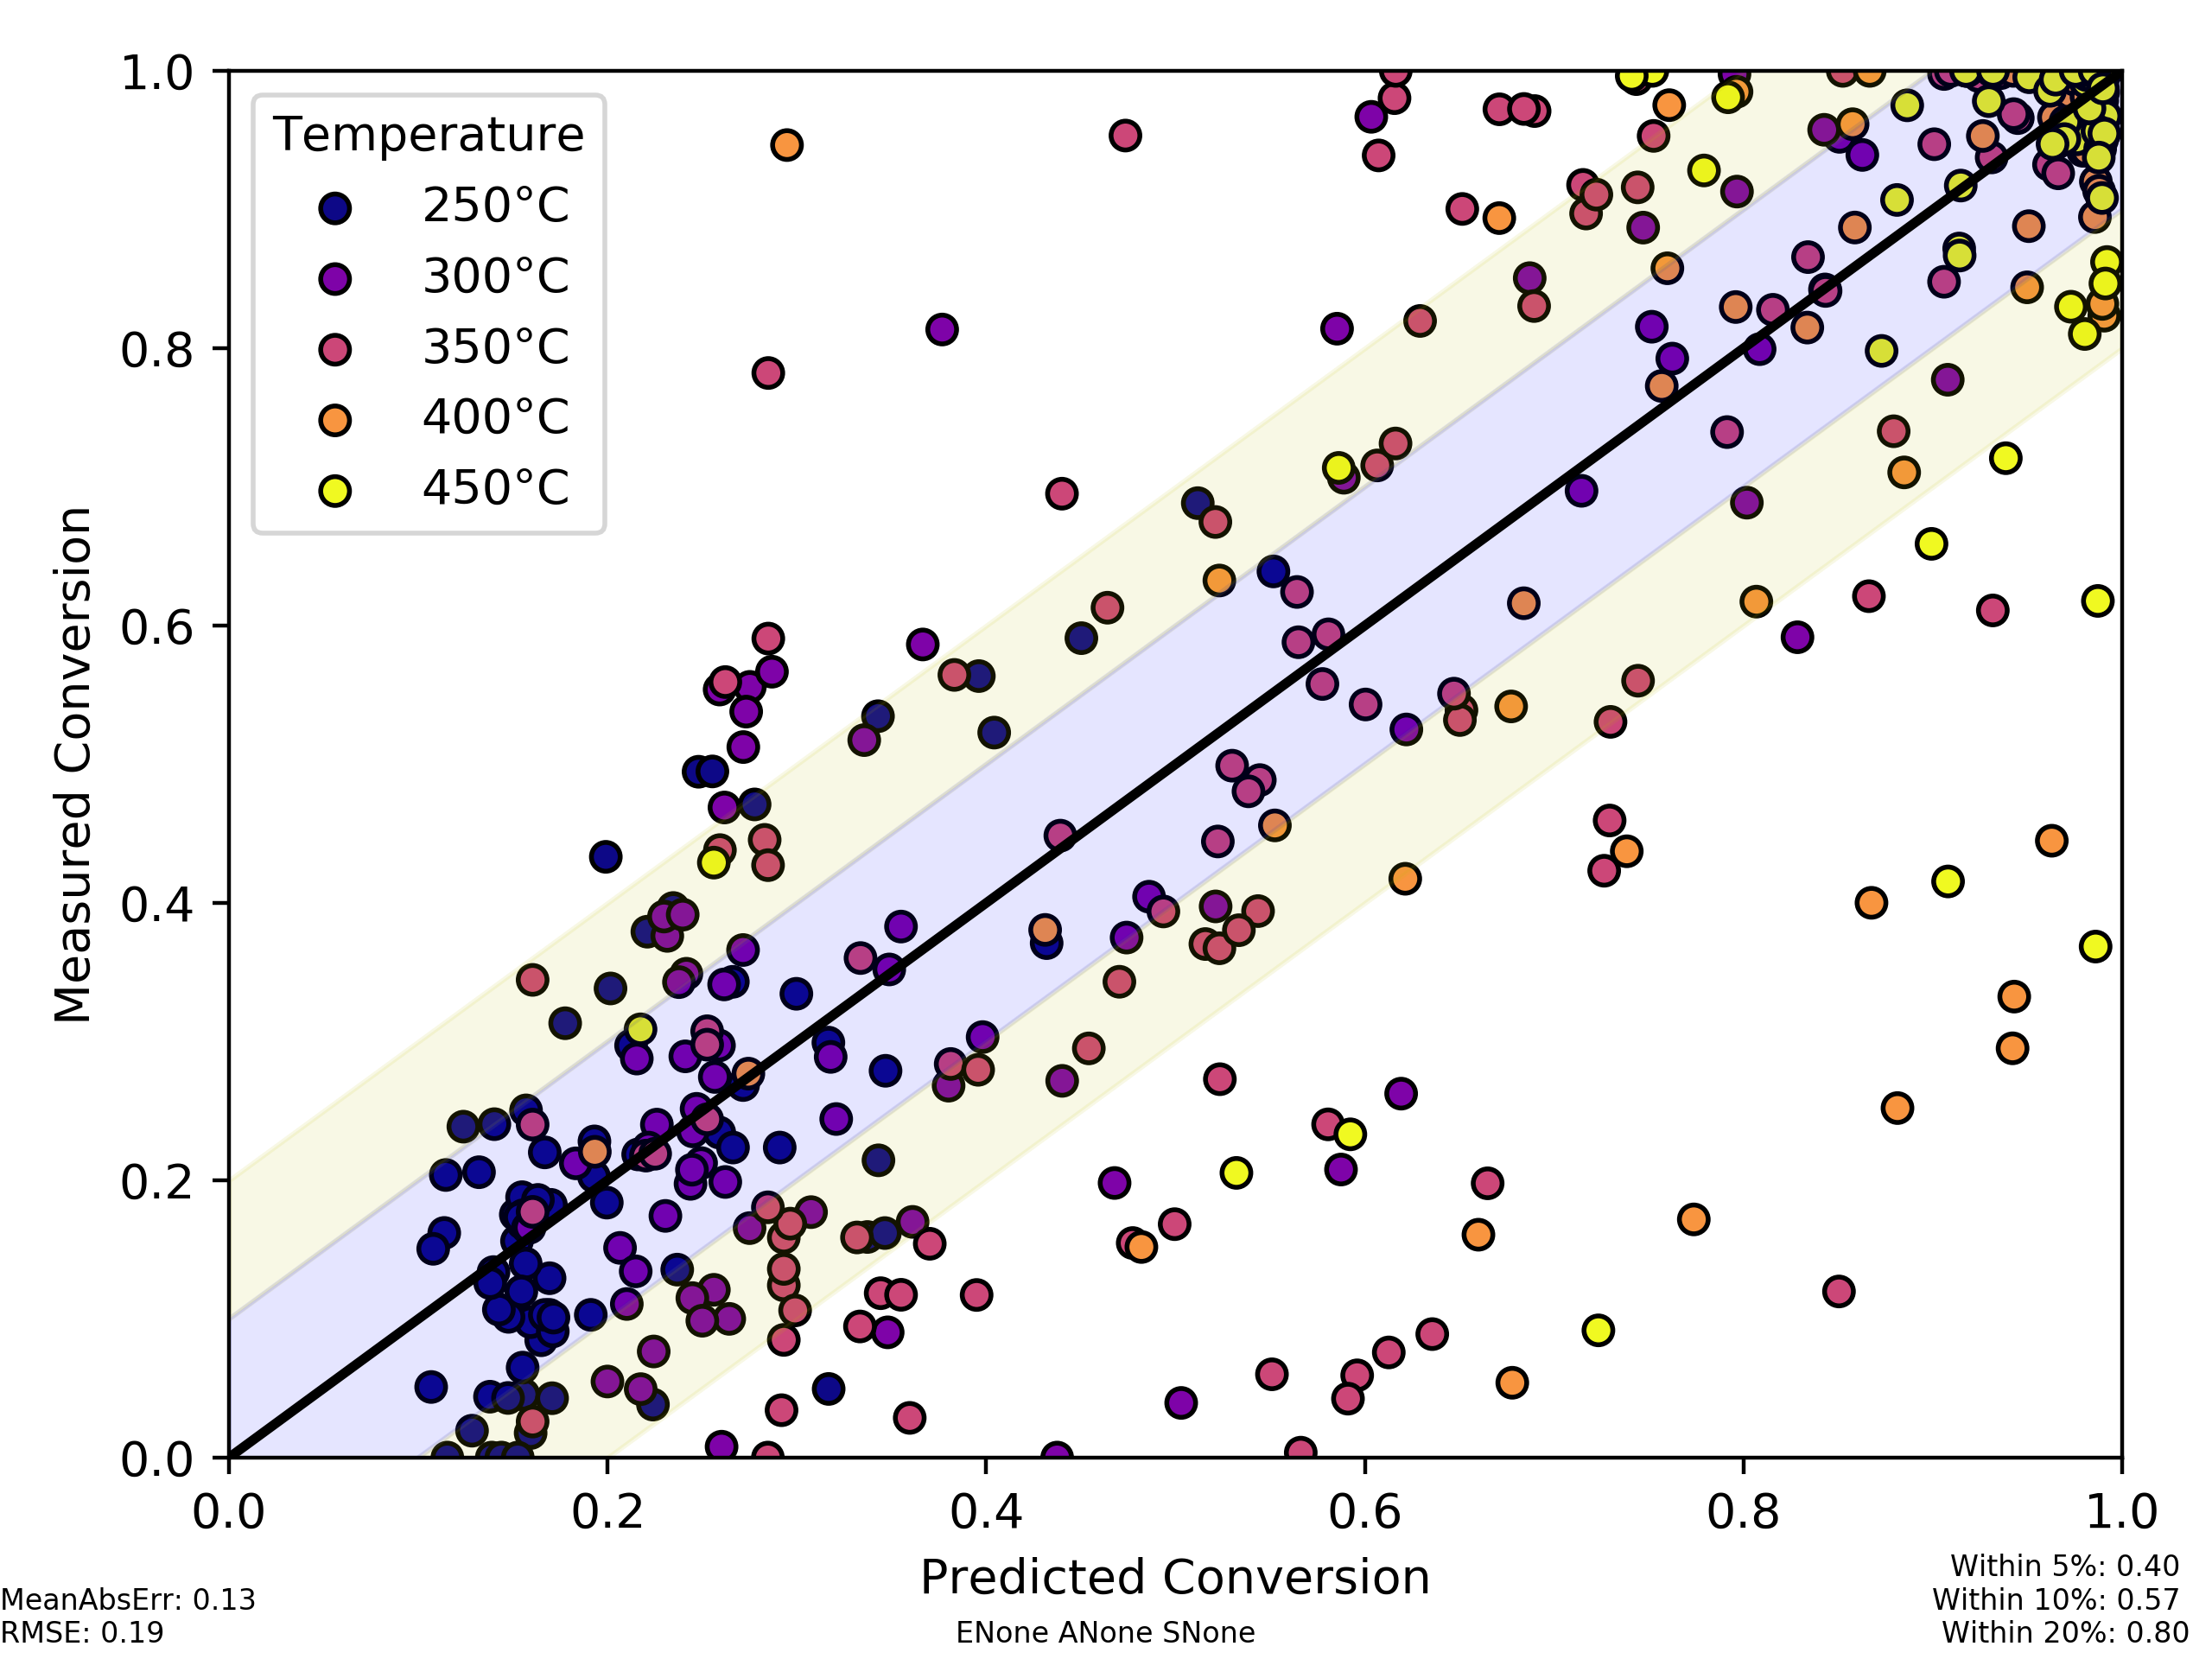 1.0
0.8
0.6
0.4
0.2
0.0
Measured Conversion
Temperature
250°C
300°C
350°C
400°C
450°C
0.0 0.2 0.4 0.6 0.8 1.0
Predicted Conversion
MeanAbsErr: 0.13
RMSE: 0.19
ENone ANone SNone
Within 5%: 0.40
Within 10%: 0.57
Within 20%: 0.80